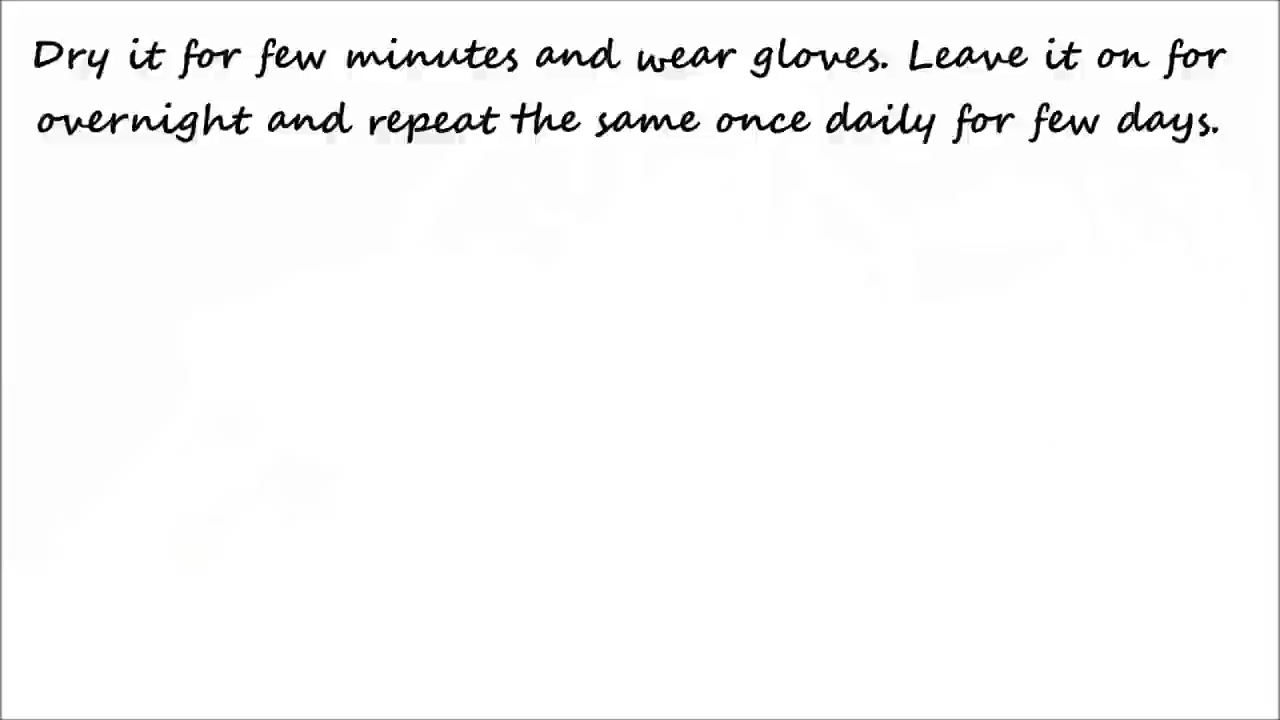 Dry it for few minutes and wear gloves. Leave it on for
overnight and repeat the same once daily for few days.